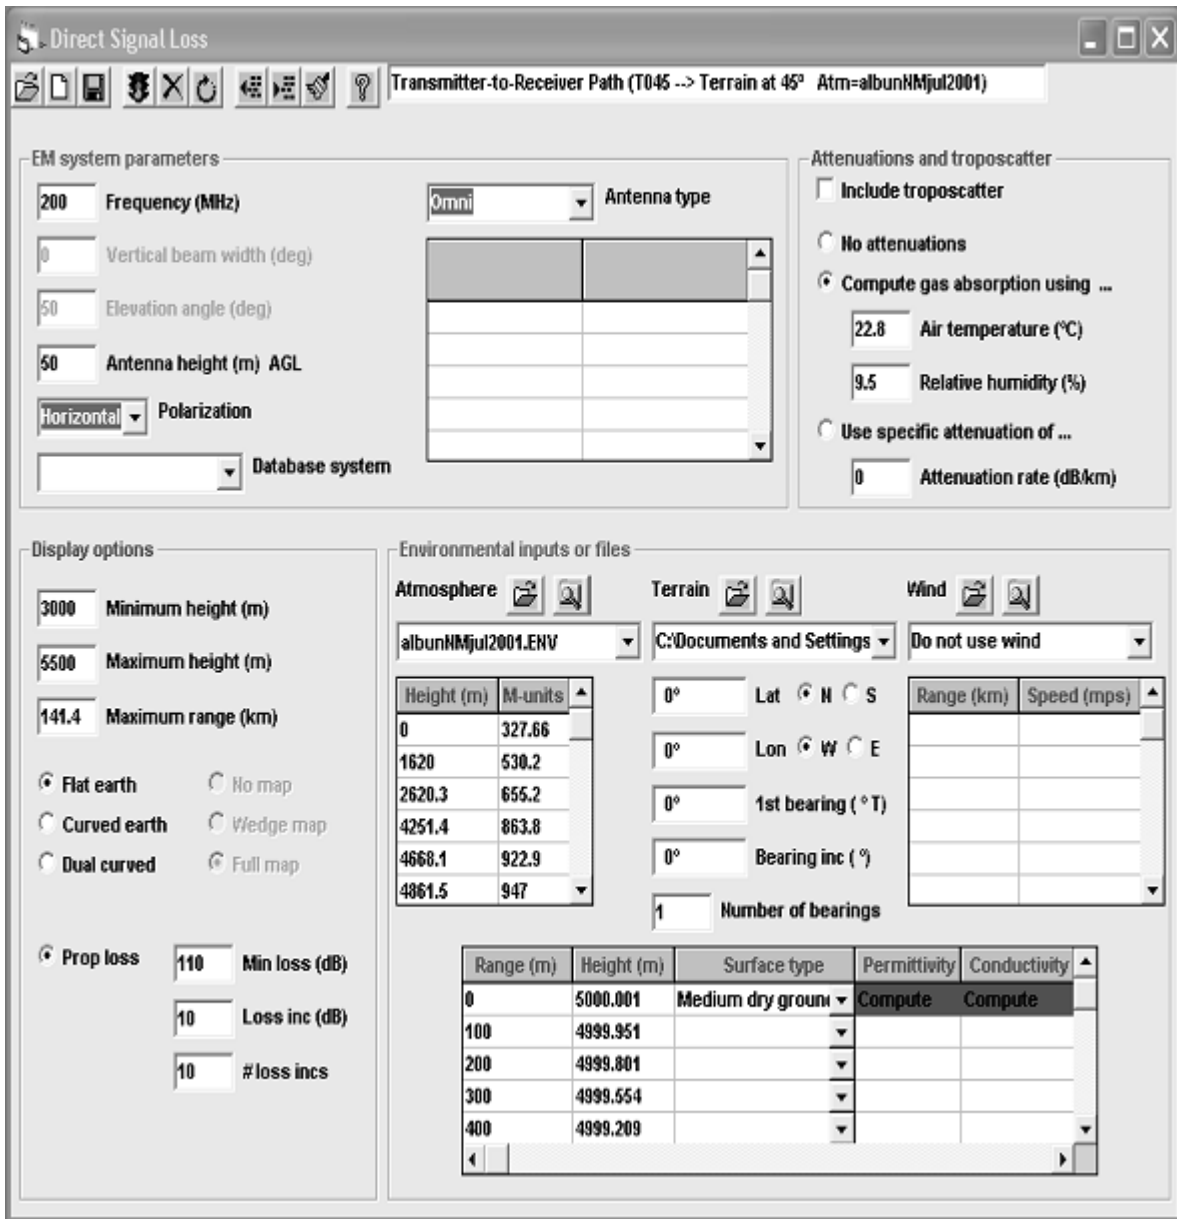 Direct Signal Loss
Transmitter-to-Receiver Path (T045 --> Terrain at 45º Atm=albunNMjul2001)
EM system parameters
200 Frequency (MHz)
0 Vertical beam width (deg)
50 Elevation angle (deg)
50 Antenna height (m) AGL
Horizontal Polarization
Database system
Omni Antenna type
Attenuations and troposcatter
Include troposcatter
No attenuations
Compute gas absorption using ...
22.8 Air temperature (ºC)
9.5 Relative humidity (%)
Use specific attenuation of ...
0 Attenuation rate (dB/km)
Display options
3000 Minimum height (m)
5500 Maximum height (m)
141.4 Maximum range (km)
Flat earth No map
Curved earth Wedge map
Dual curved Full map
Prop loss 110 Min loss (dB)
10 Loss inc (dB)
10 # loss incs
Environmental inputs or files
Atmosphere
albunNMjul2001.ENV
Height (m) M-units
0 327.66
1620 530.2
2620.3 655.2
4251.4 863.8
4668.1 922.9
4861.5 947
Terrain
C:\Documents and Settings
0º Lat N S
0º Lon W E
0º 1st bearing ( º T)
0º Bearing inc ( º)
1 Number of bearings
Wind
Do not use wind
Range (km) Speed (mps)
Range (m) Height (m) Surface type Permittivity Conductivity
0 5000.001 Medium dry groun Compute Compute
100 4999.951
200 4999.801
300 4999.554
400 4999.209